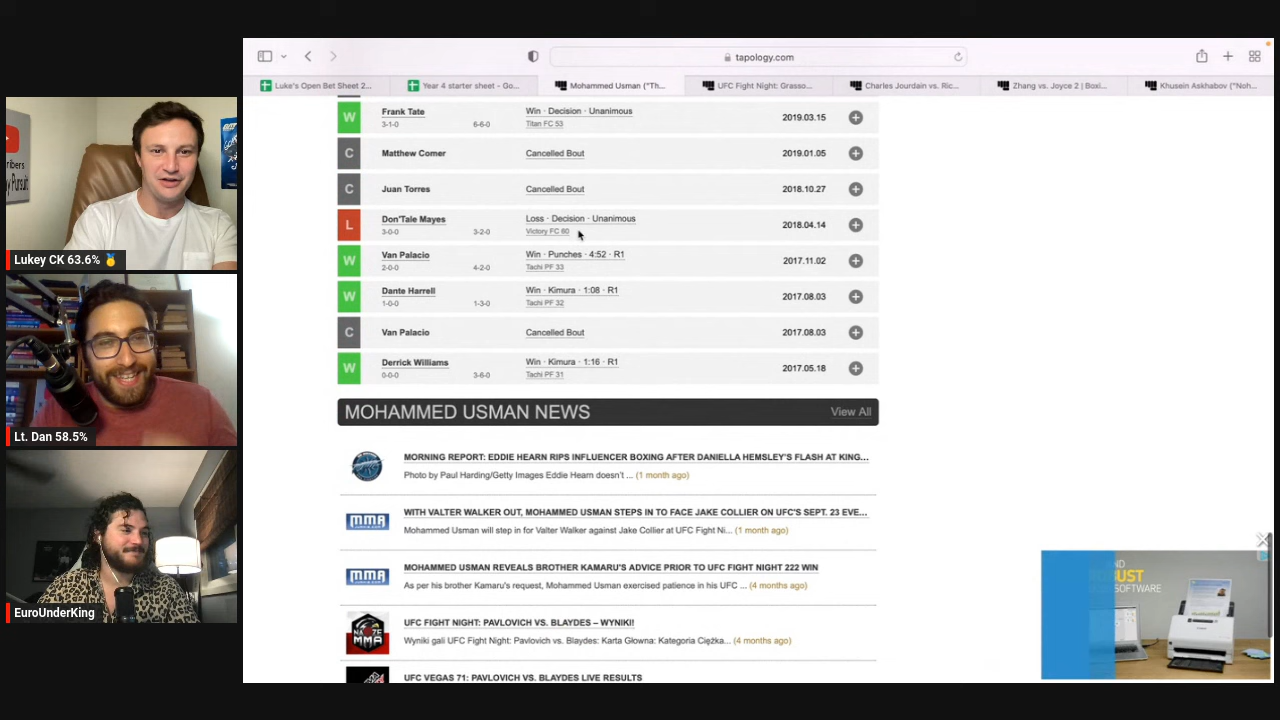 tapology.com
Luke's Open Bet Sheet 2...
Year 4 starter sheet - Go...
Mohammed Usman ("Th...
UFC Fight Night: Grasso...
Charles Jourdain vs. Ric...
Zhang vs. Joyce 2 | Boxi...
Khusein Askhabov ("Noh...
W
Frank Tate
Win · Decision · Unanimous
3-1-0
6-6-0
Titan FC 53
2019.03.15
C
Matthew Comer
Cancelled Bout
2019.01.05
C
Juan Torres
Cancelled Bout
2018.10.27
L
Don'Tale Mayes
Loss · Decision · Unanimous
3-0-0
3-2-0
Victory FC 60
2018.04.14
W
Van Palacio
Win · Punches · 4:52 · R1
2-0-0
4-2-0
Tachi PF 33
2017.11.02
W
Dante Harrell
Win · Kimura · 1:08 · R1
1-0-0
1-3-0
Tachi PF 32
2017.08.03
C
Van Palacio
Cancelled Bout
2017.08.03
W
Derrick Williams
Win · Kimura · 1:16 · R1
0-0-0
3-6-0
Tachi PF 31
2017.05.18
MOHAMMED USMAN NEWS
View All
MORNING REPORT: EDDIE HEARN RIPS INFLUENCER BOXING AFTER DANIELLA HEMSLEY'S FLASH AT KING...
Photo by Paul Harding/Getty Images Eddie Hearn doesn't ... (1 month ago)
MMA
WITH VALTER WALKER OUT, MOHAMMED USMAN STEPS IN TO FACE JAKE COLLIER ON UFC'S SEPT. 23 EVE...
Mohammed Usman will step in for Valter Walker against Jake Collier at UFC Fight Ni... (1 month ago)
MMA
MOHAMMED USMAN REVEALS BROTHER KAMARU'S ADVICE PRIOR TO UFC FIGHT NIGHT 222 WIN
As per his brother Kamaru's request, Mohammed Usman exercised patience in his UFC ... (4 months ago)
MMA
UFC FIGHT NIGHT: PAVLOVICH VS. BLAYDES – WYNIKI!
Wyniki gali UFC Fight Night: Pavlovich vs. Blaydes: Karta Głowna: Kategoria Ciężka... (4 months ago)
UFC VEGAS 71: PAVLOVICH VS. BLAYDES LIVE RESULTS
Lukey CK 63.6% 🏅
Lt. Dan 58.5%
EuroUnderKing